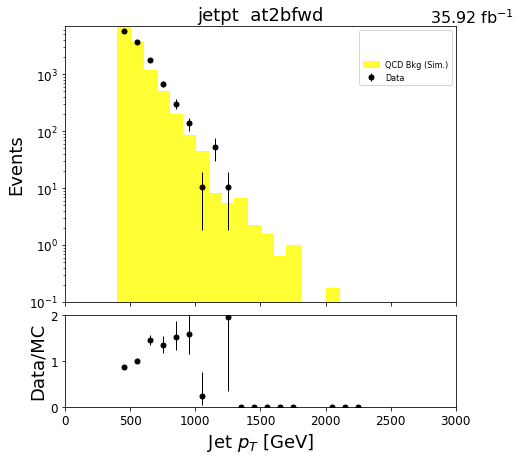 jetpt at2bfwd
35.92 fb⁻¹
QCD Bkg (Sim.)
Data
Events
10³
10²
10¹
10⁰
10⁻¹
Data/MC
2
1
0
0 500 1000 1500 2000 2500 3000
Jet p_T [GeV]